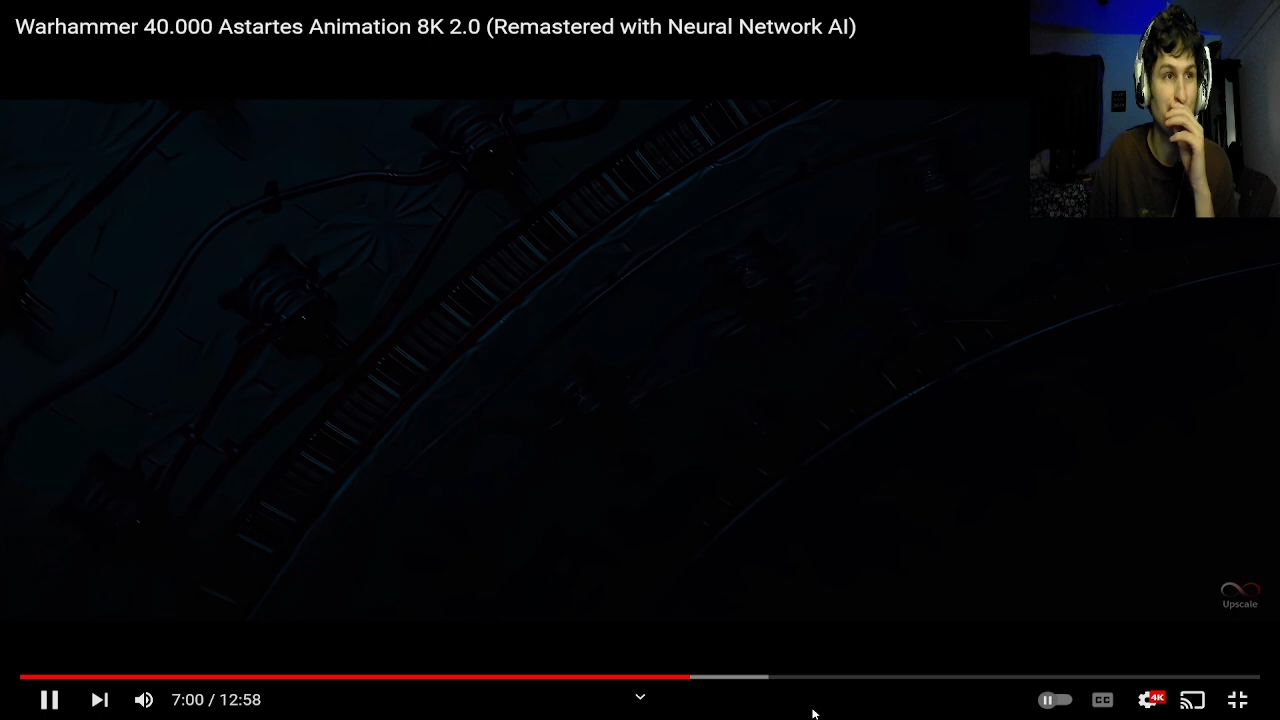 Warhammer 40.000 Astartes Animation 8K 2.0 (Remastered with Neural Network AI)
Upscale
7:00 / 12:58
CC
4K